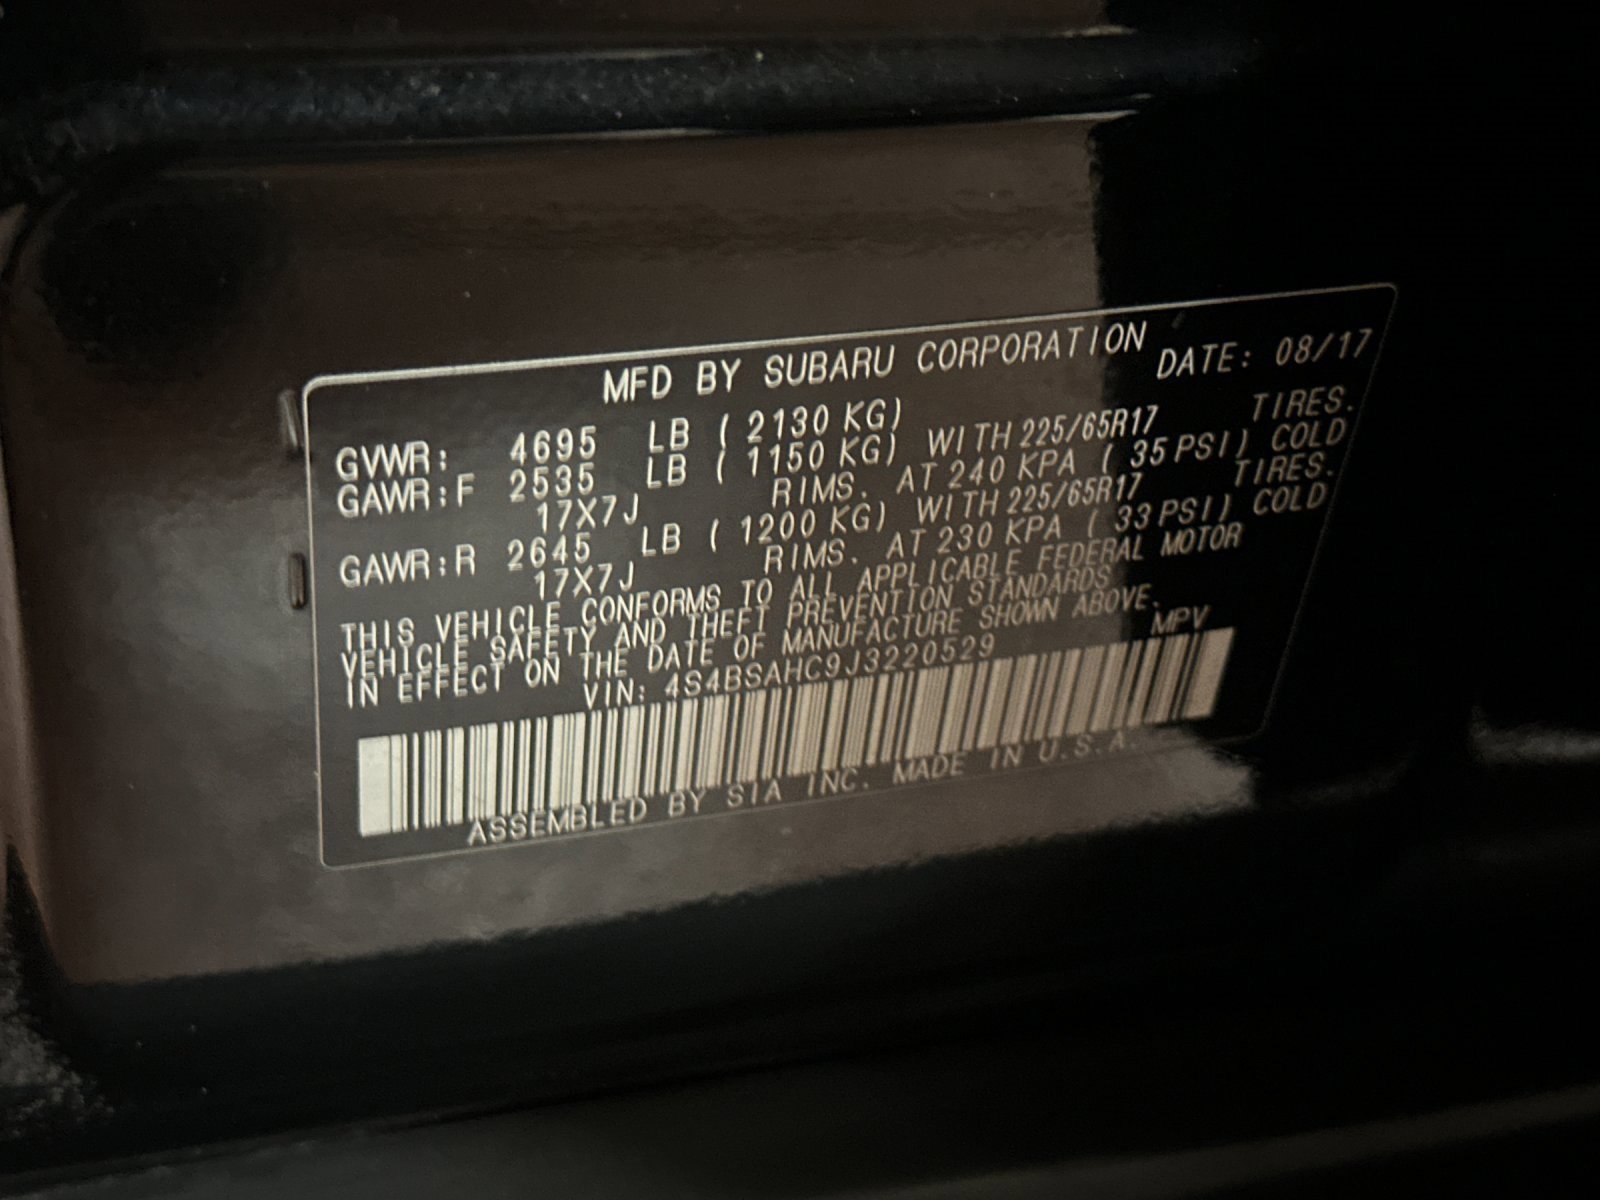 MFD BY SUBARU CORPORATION DATE: 08/17
GVWR: 4695 LB ( 2130 KG)
GAWR:F 2535 LB ( 1150 KG) WITH 225/65R17 TIRES.
17X7J RIMS. AT 240 KPA ( 35 PSI) COLD
GAWR:R 2645 LB ( 1200 KG) WITH 225/65R17 TIRES.
17X7J RIMS. AT 230 KPA ( 33 PSI) COLD
THIS VEHICLE CONFORMS TO ALL APPLICABLE FEDERAL MOTOR
VEHICLE SAFETY AND THEFT PREVENTION STANDARDS
IN EFFECT ON THE DATE OF MANUFACTURE SHOWN ABOVE.
VIN: 4S4BSAHC9J3220529 MPV
ASSEMBLED BY SIA INC. MADE IN U.S.A.